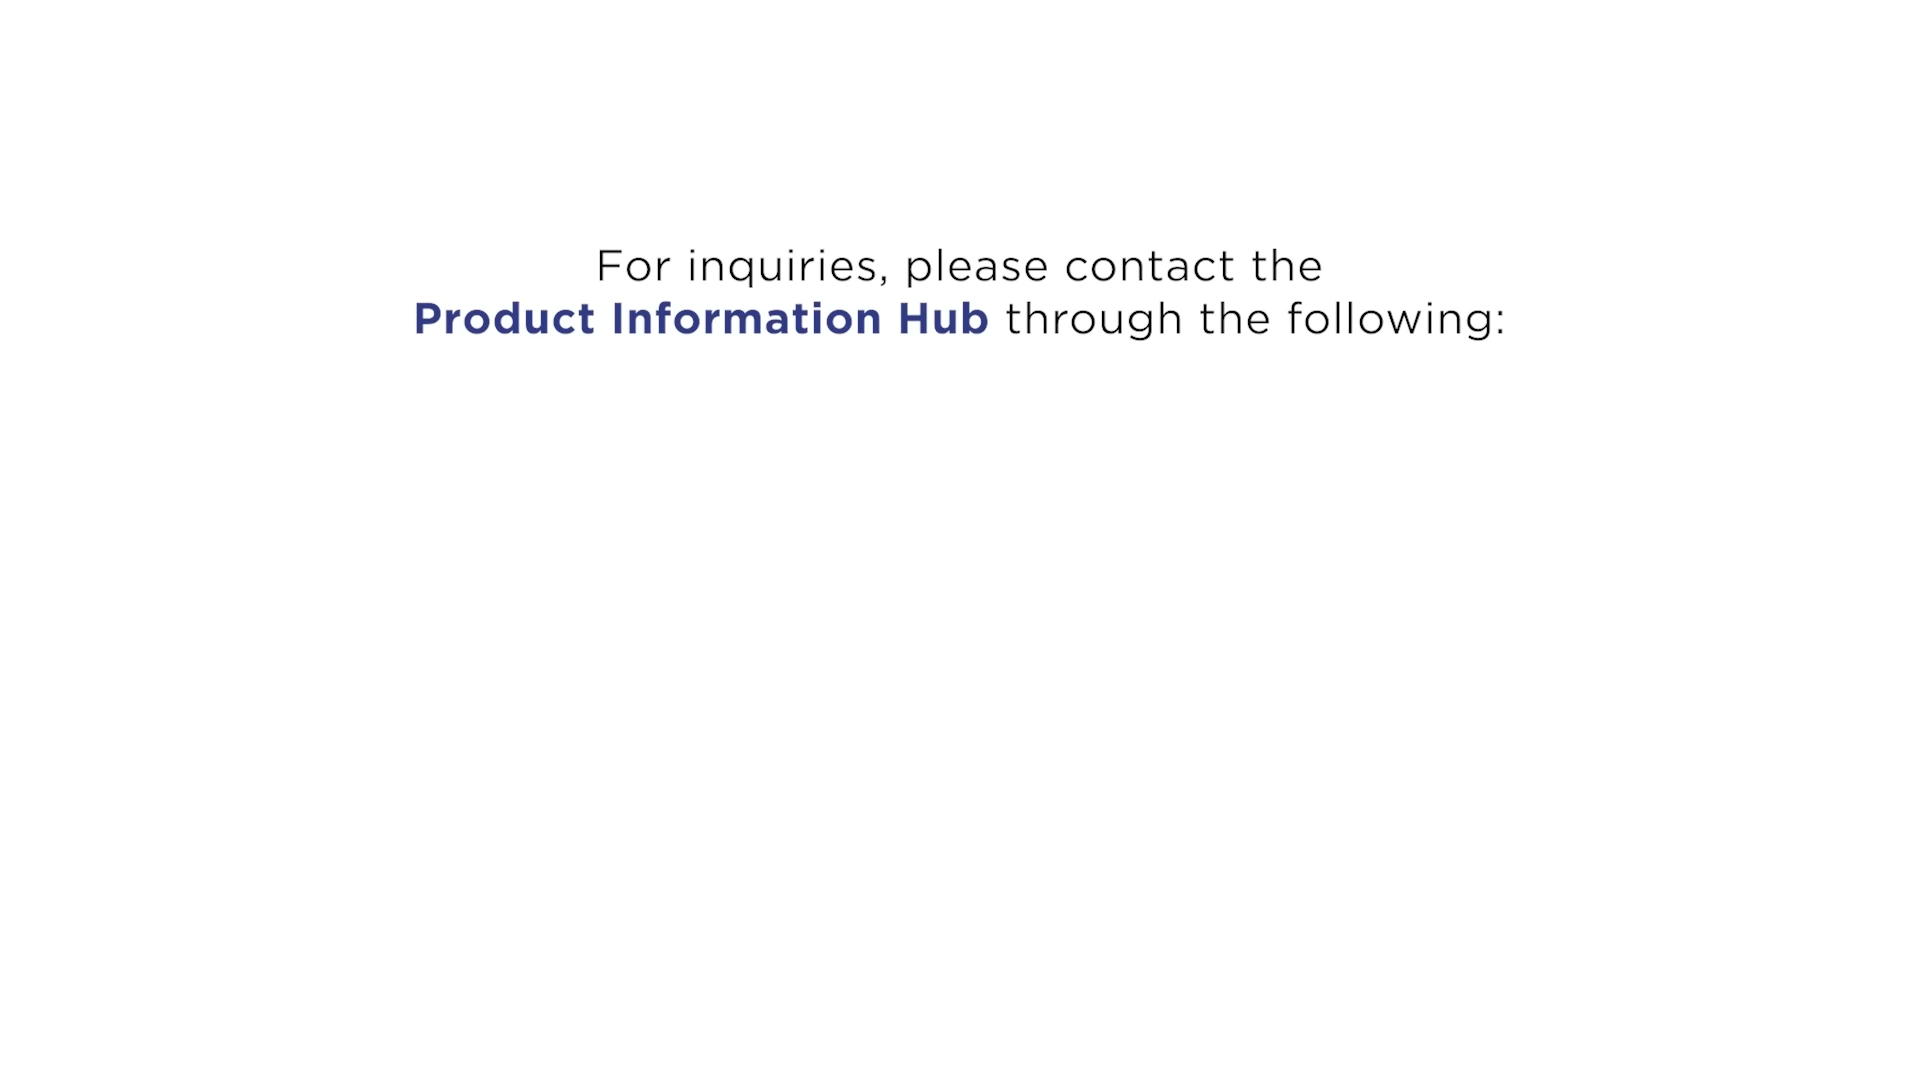 For inquiries, please contact the
Product Information Hub through the following: